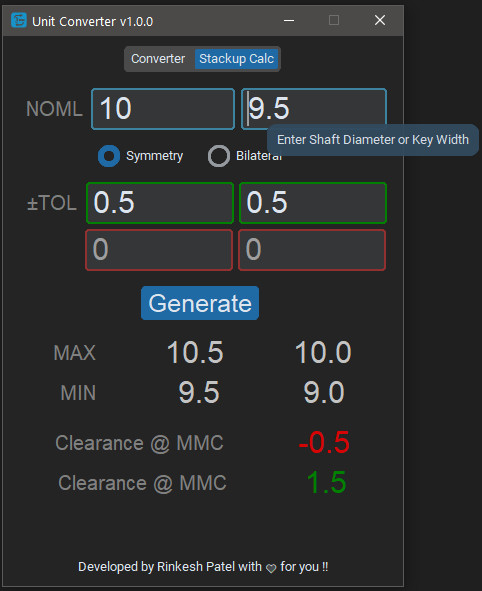 Unit Converter v1.0.0
Converter Stackup Calc
NOML 10 9.5
Enter Shaft Diameter or Key Width
Symmetry Bilateral
±TOL 0.5 0.5
0 0
Generate
MAX 10.5 10.0
MIN 9.5 9.0
Clearance @ MMC -0.5
Clearance @ MMC 1.5
Developed by Rinkesh Patel with for you !!